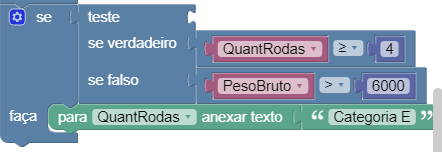 se teste
se verdadeiro QuantRodas ≥ 4
se falso PesoBruto > 6000
faça para QuantRodas anexar texto “ Categoria E ”